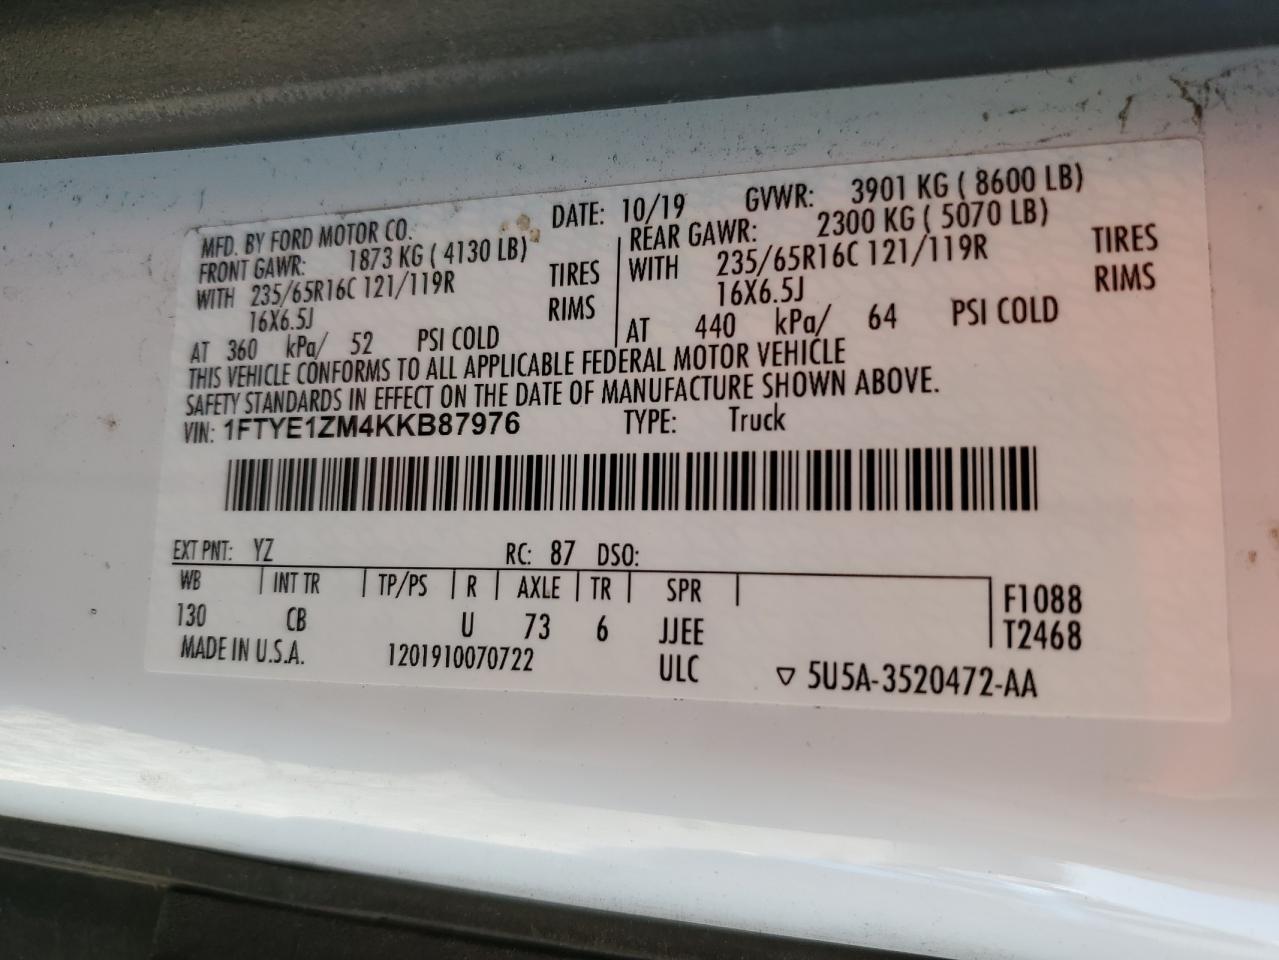 MFD. BY FORD MOTOR CO. DATE: 10/19 GVWR: 3901 KG ( 8600 LB)
FRONT GAWR: 1873 KG ( 4130 LB)
WITH 235/65R16C 121/119R TIRES
16X6.5J RIMS
AT 360 kPa/ 52 PSI COLD
REAR GAWR: 2300 KG ( 5070 LB)
WITH 235/65R16C 121/119R TIRES
16X6.5J RIMS
AT 440 kPa/ 64 PSI COLD
THIS VEHICLE CONFORMS TO ALL APPLICABLE FEDERAL MOTOR VEHICLE
SAFETY STANDARDS IN EFFECT ON THE DATE OF MANUFACTURE SHOWN ABOVE.
VIN: 1FTYE1ZM4KKB87976 TYPE: Truck
EXT PNT: YZ RC: 87 DSO:
WB INT TR TP/PS R AXLE TR SPR F1088
130 CB U 73 6 JJEE T2468
MADE IN U.S.A. 1201910070722 ULC 5U5A-3520472-AA